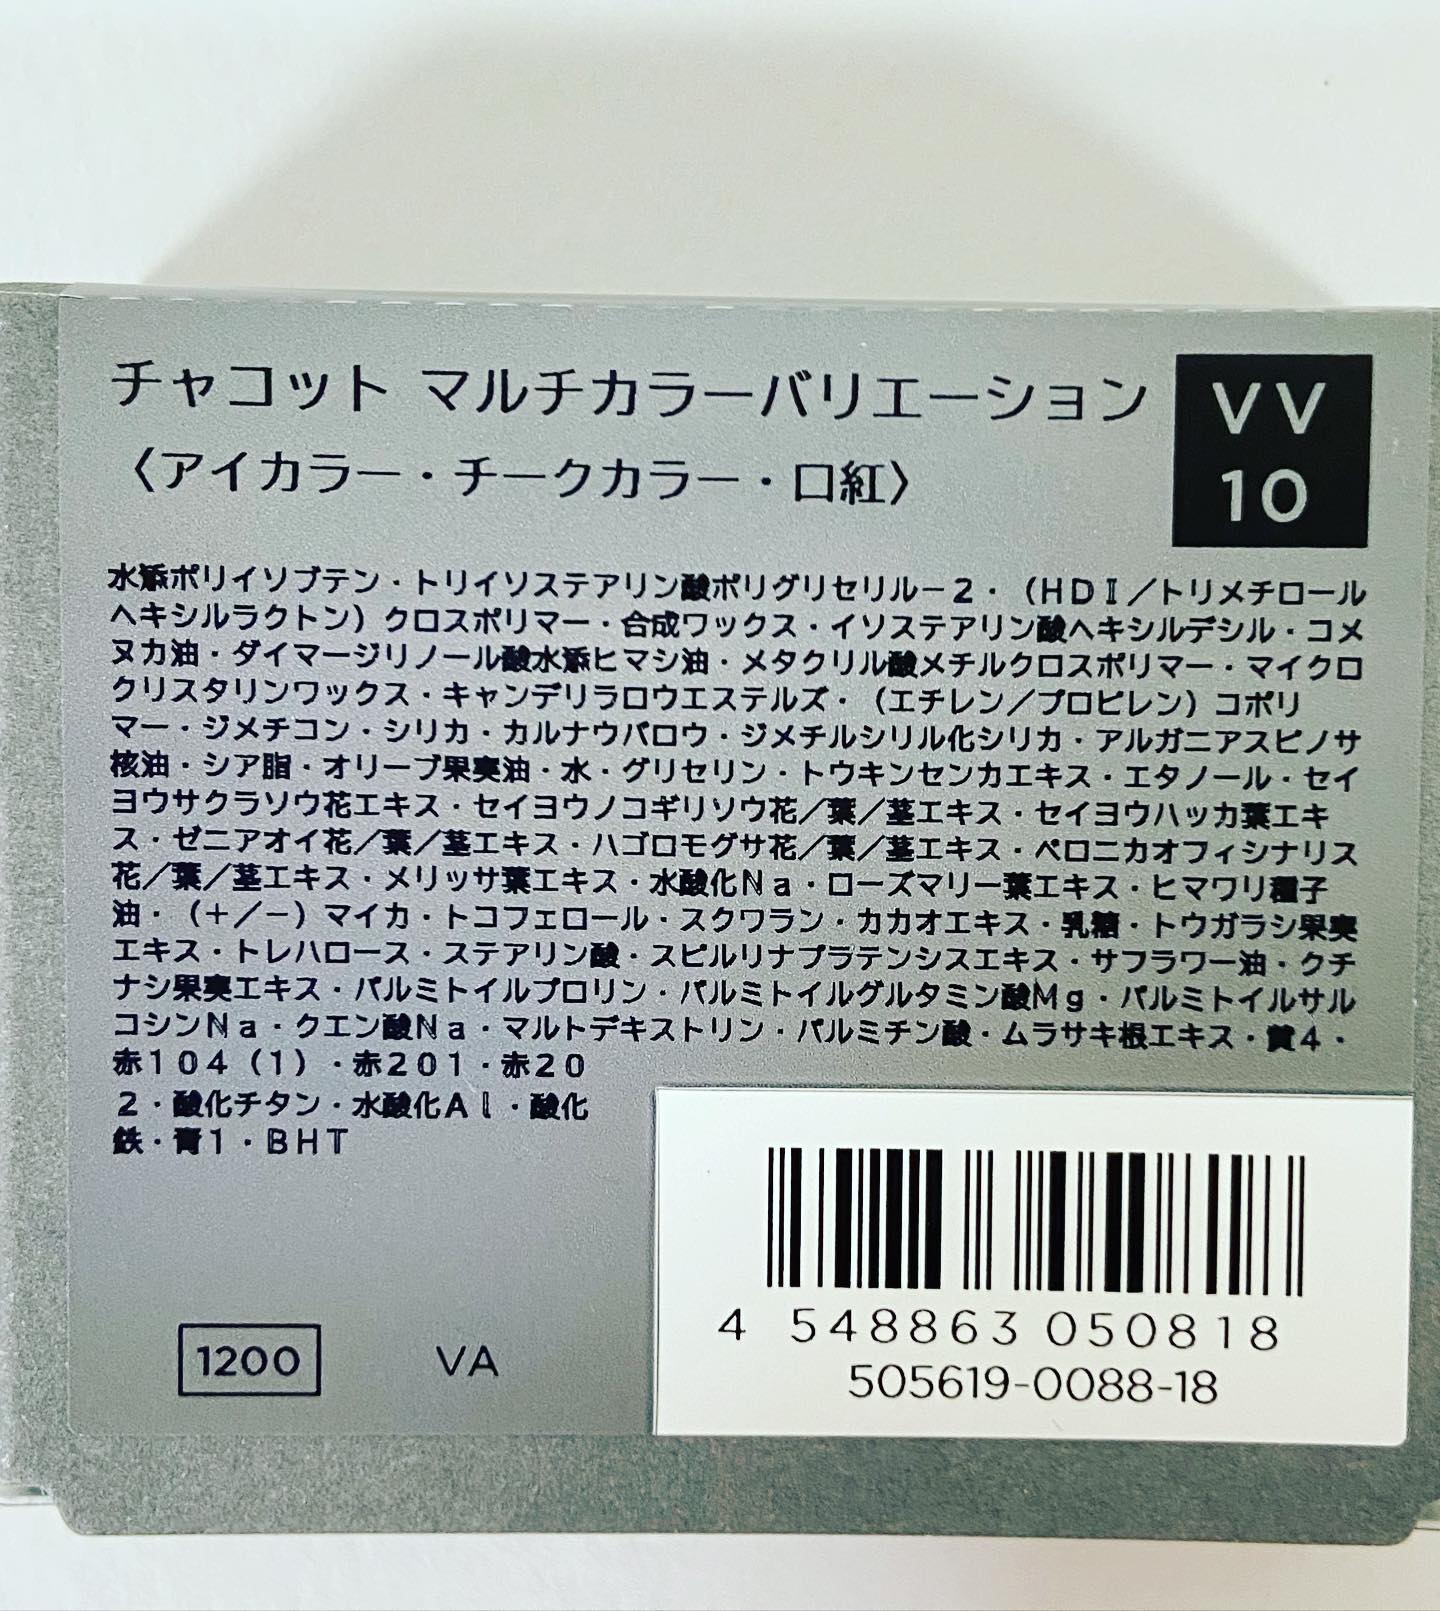 チャコット マルチカラーバリエーション
〈アイカラー・チークカラー・口紅〉
VV
10
水添ポリイソブテン・トリイソステアリン酸ポリグリセリル－２・（ＨＤＩ／トリメチロール
ヘキシルラクトン）クロスポリマー・合成ワックス・イソステアリン酸ヘキシルデシル・コメ
ヌカ油・ダイマージリノール酸水添ヒマシ油・メタクリル酸メチルクロスポリマー・マイクロ
クリスタリンワックス・キャンデリラロウエステルズ・（エチレン／プロピレン）コポリ
マー・ジメチコン・シリカ・カルナウバロウ・ジメチルシリル化シリカ・アルガニアスピノサ
核油・シア脂・オリーブ果実油・水・グリセリン・トウキンセンカエキス・エタノール・セイ
ヨウサクラソウ花エキス・セイヨウノコギリソウ花／葉／茎エキス・セイヨウハッカ葉エキ
ス・ゼニアオイ花／葉／茎エキス・ハゴロモグサ花／葉／茎エキス・ベロニカオフィシナリス
花／葉／茎エキス・メリッサ葉エキス・水酸化Ｎａ・ローズマリー葉エキス・ヒマワリ種子
油・（＋／－）マイカ・トコフェロール・スクワラン・カカオエキス・乳糖・トウガラシ果実
エキス・トレハロース・ステアリン酸・スピルリナプラテンシスエキス・サフラワー油・クチ
ナシ果実エキス・パルミトイルプロリン・パルミトイルグルタミン酸Ｍｇ・パルミトイルサル
コシンＮａ・クエン酸Ｎａ・マルトデキストリン・パルミチン酸・ムラサキ根エキス・黄４・
赤１０４（１）・赤２０１・赤２０
２・酸化チタン・水酸化Ａｌ・酸化
鉄・青１・ＢＨＴ
4 548863 050818
505619-0088-18
1200 VA